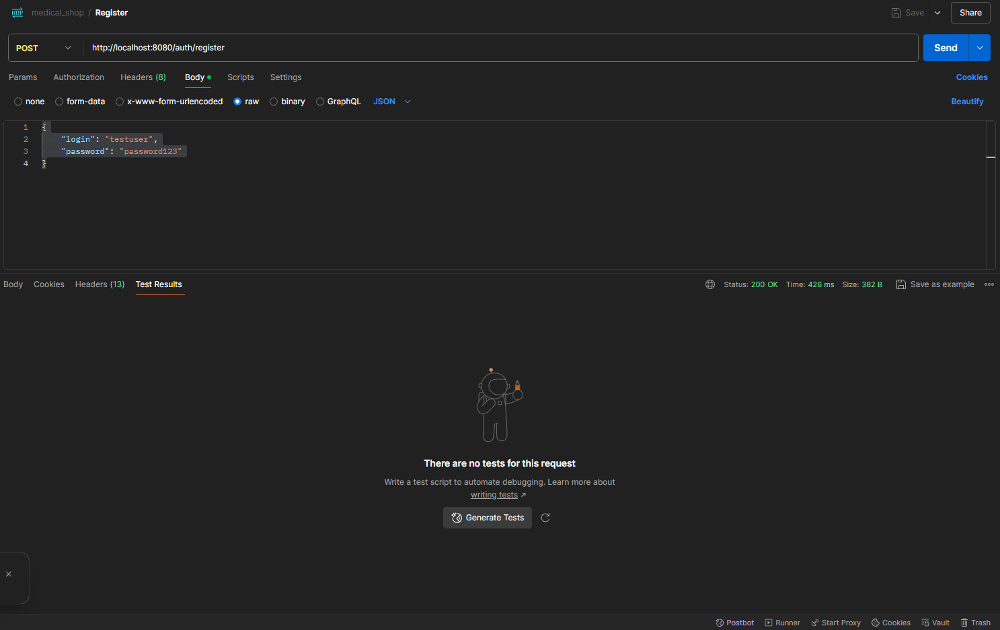 HTTP medical_shop / Register Save Share
POST http://localhost:8080/auth/register Send
Params Authorization Headers (8) Body Scripts Settings Cookies
none form-data x-www-form-urlencoded raw binary GraphQL JSON Beautify
1 {
2 "login": "testuser",
3 "password": "password123"
4 }
Body Cookies Headers (13) Test Results Status: 200 OK Time: 426 ms Size: 382 B Save as example
There are no tests for this request
Write a test script to automate debugging. Learn more about
writing tests ↗
Generate Tests
Postbot Runner Start Proxy Cookies Vault Trash